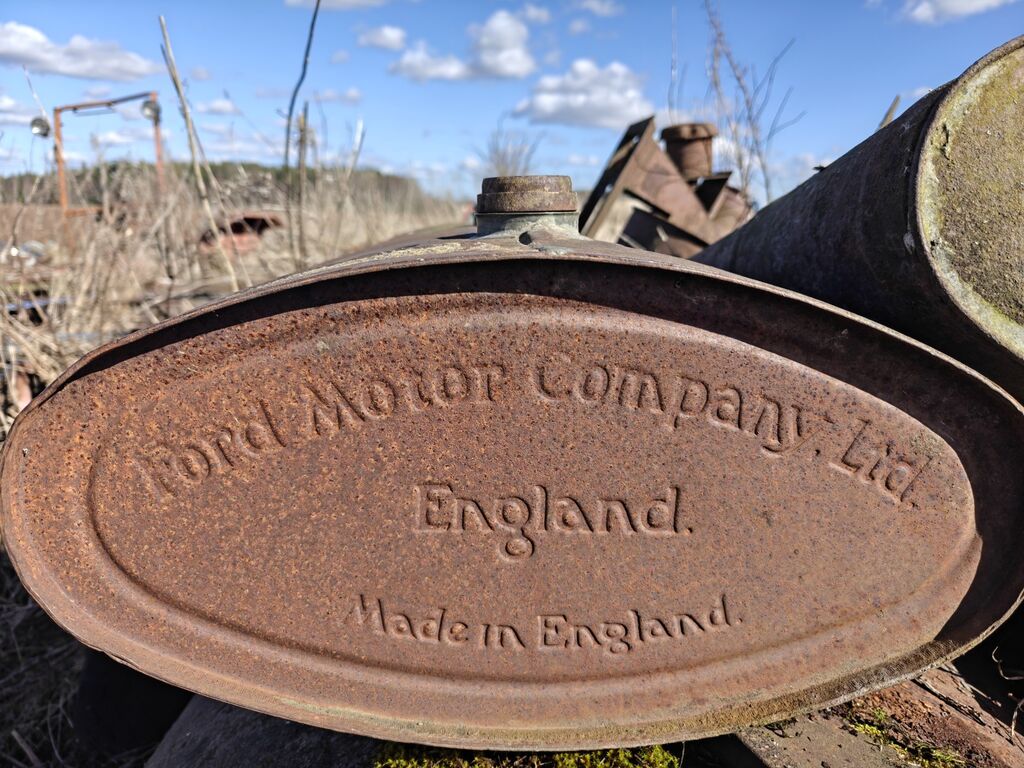 Ford Motor Company. Ltd.
England.
Made in England.